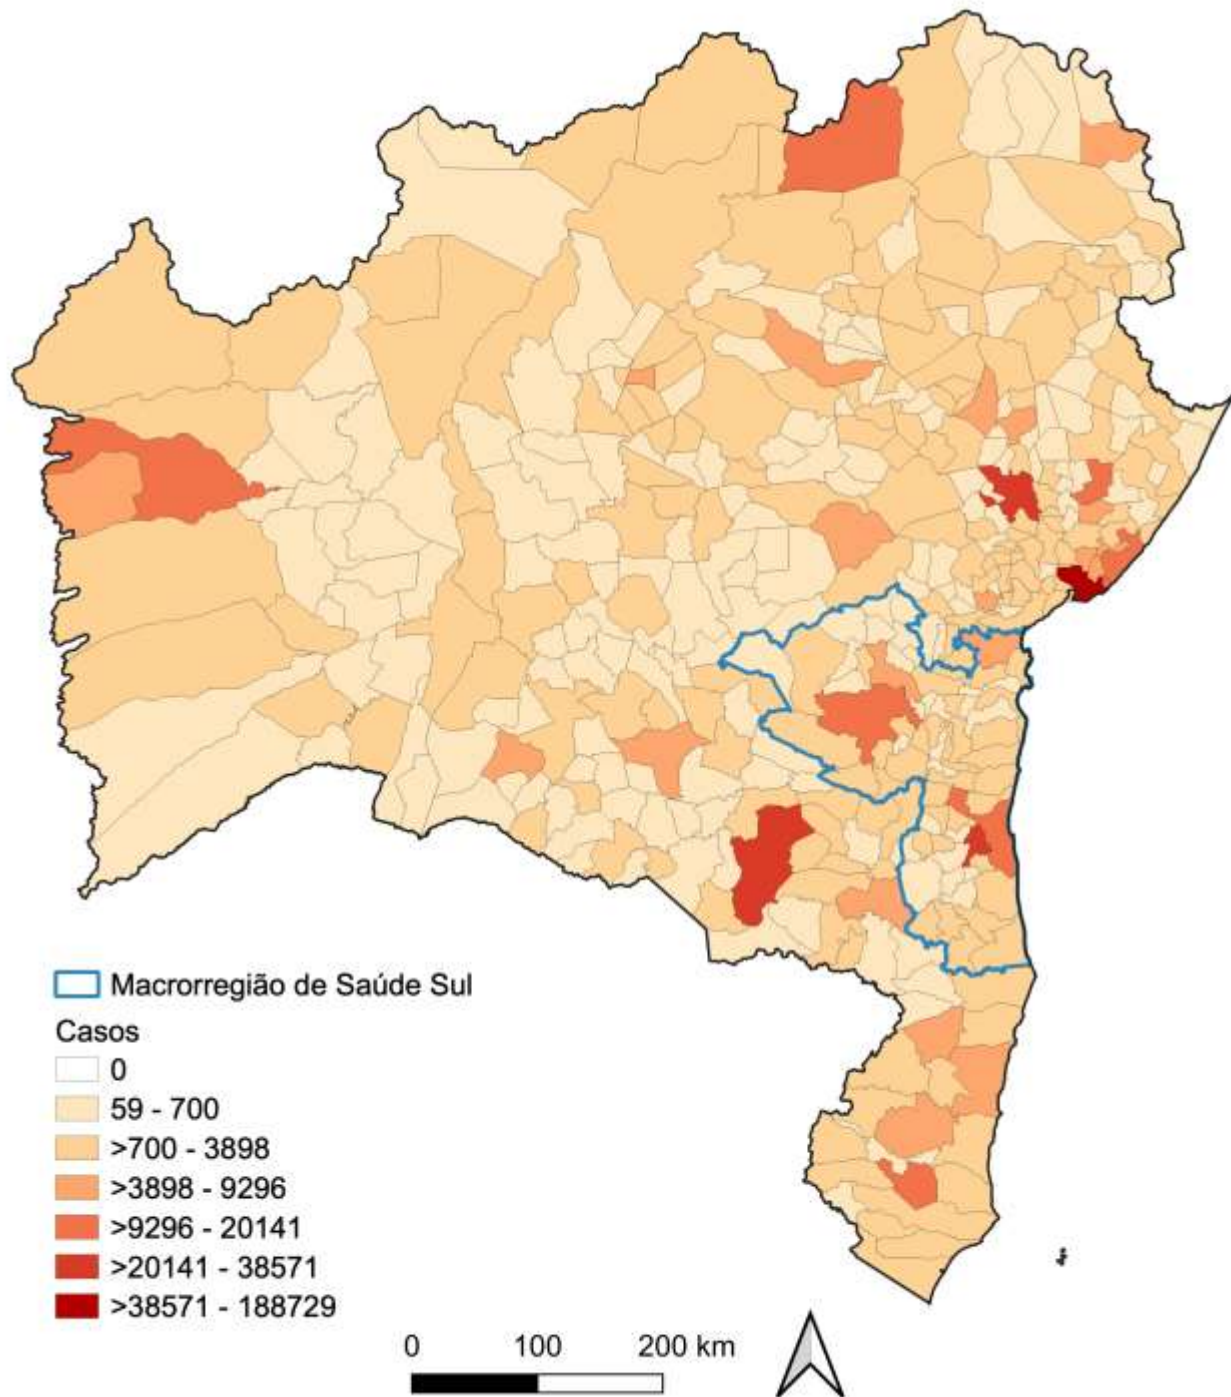 Macrorregião de Saúde Sul
Casos
0
59 - 700
>700 - 3898
>3898 - 9296
>9296 - 20141
>20141 - 38571
>38571 - 188729
0 100 200 km